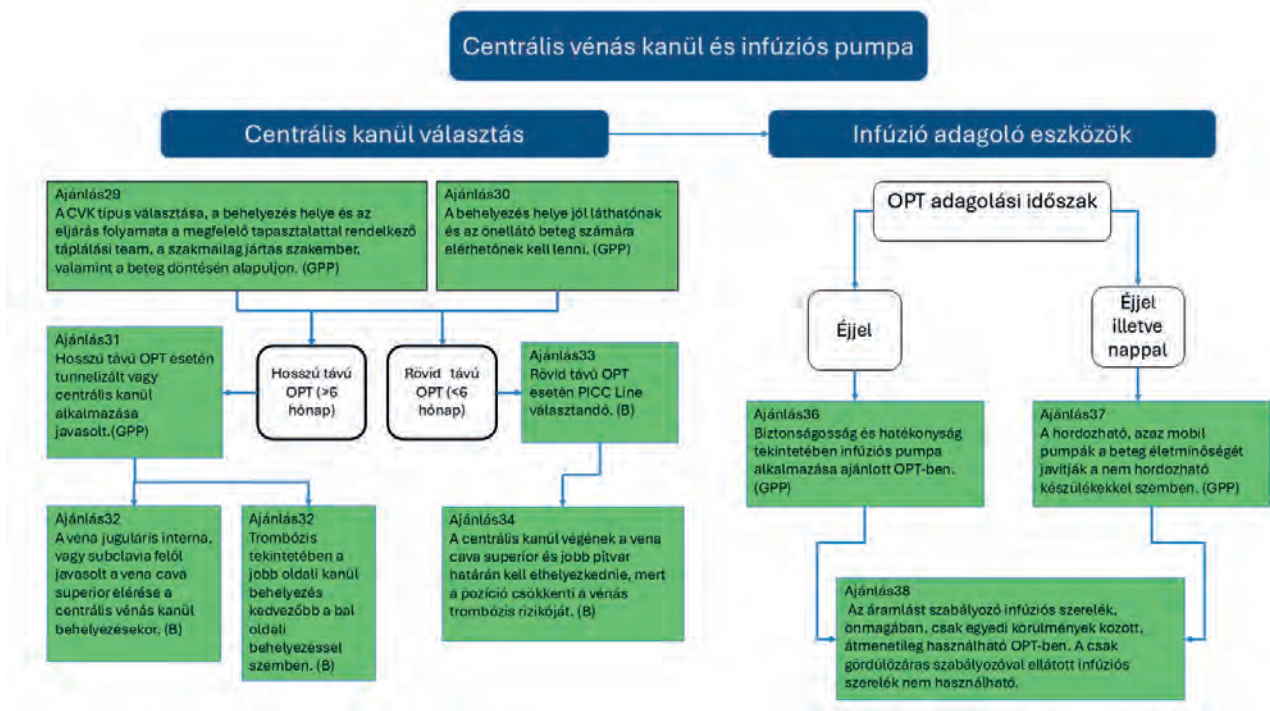 Centrális vénás kanül és infúziós pumpa
Centrális kanül választás
Infúzió adagoló eszközök
Ajánlás29
A CVK típus választása, a behelyezés helye és az
eljárás folyamata a megfelelő tapasztalattal rendelkező
táplálási team, a szakmailag jártas szakember,
valamint a beteg döntésén alapuljon. (GPP)
Ajánlás30
A behelyezés helye jól láthatónak
és az önellátó beteg számára
elérhetőnek kell lenni. (GPP)
OPT adagolási időszak
Éjjel
Éjjel
illetve
nappal
Ajánlás31
Hosszú távú OPT esetén
tunnelizált vagy
centrális kanül
alkalmazása
javasolt.(GPP)
Hosszú távú
OPT (>6
hónap)
Rövid távú
OPT (<6
hónap)
Ajánlás33
Rövid távú OPT
esetén PICC Line
választandó. (B)
Ajánlás36
Biztonságosság és hatékonyság
tekintetében infúziós pumpa
alkalmazása ajánlott OPT-ben.
(GPP)
Ajánlás37
A hordozható, azaz mobil
pumpák a beteg életminőségét
javítják a nem hordozható
készülékekkel szemben. (GPP)
Ajánlás32
A vena juguláris interna,
vagy subclavia felől
javasolt a vena cava
superior elérése a
centrális vénás kanül
behelyezésekor. (B)
Ajánlás32
Trombózis
tekintetében a
jobb oldali kanül
behelyezés
kedvezőbb a bal
oldali
behelyezéssel
szemben. (B)
Ajánlás34
A centrális kanül végének a vena
cava superior és jobb pitvar
határán kell elhelyezkednie, mert
a pozíció csökkenti a vénás
trombózis rizikóját. (B)
Ajánlás38
Az áramlást szabályozó infúziós szerelék,
önmagában, csak egyedi körülmények között,
átmenetileg használható OPT-ben. A csak
gördülőzáras szabályozóval ellátott infúziós
szerelék nem használható.